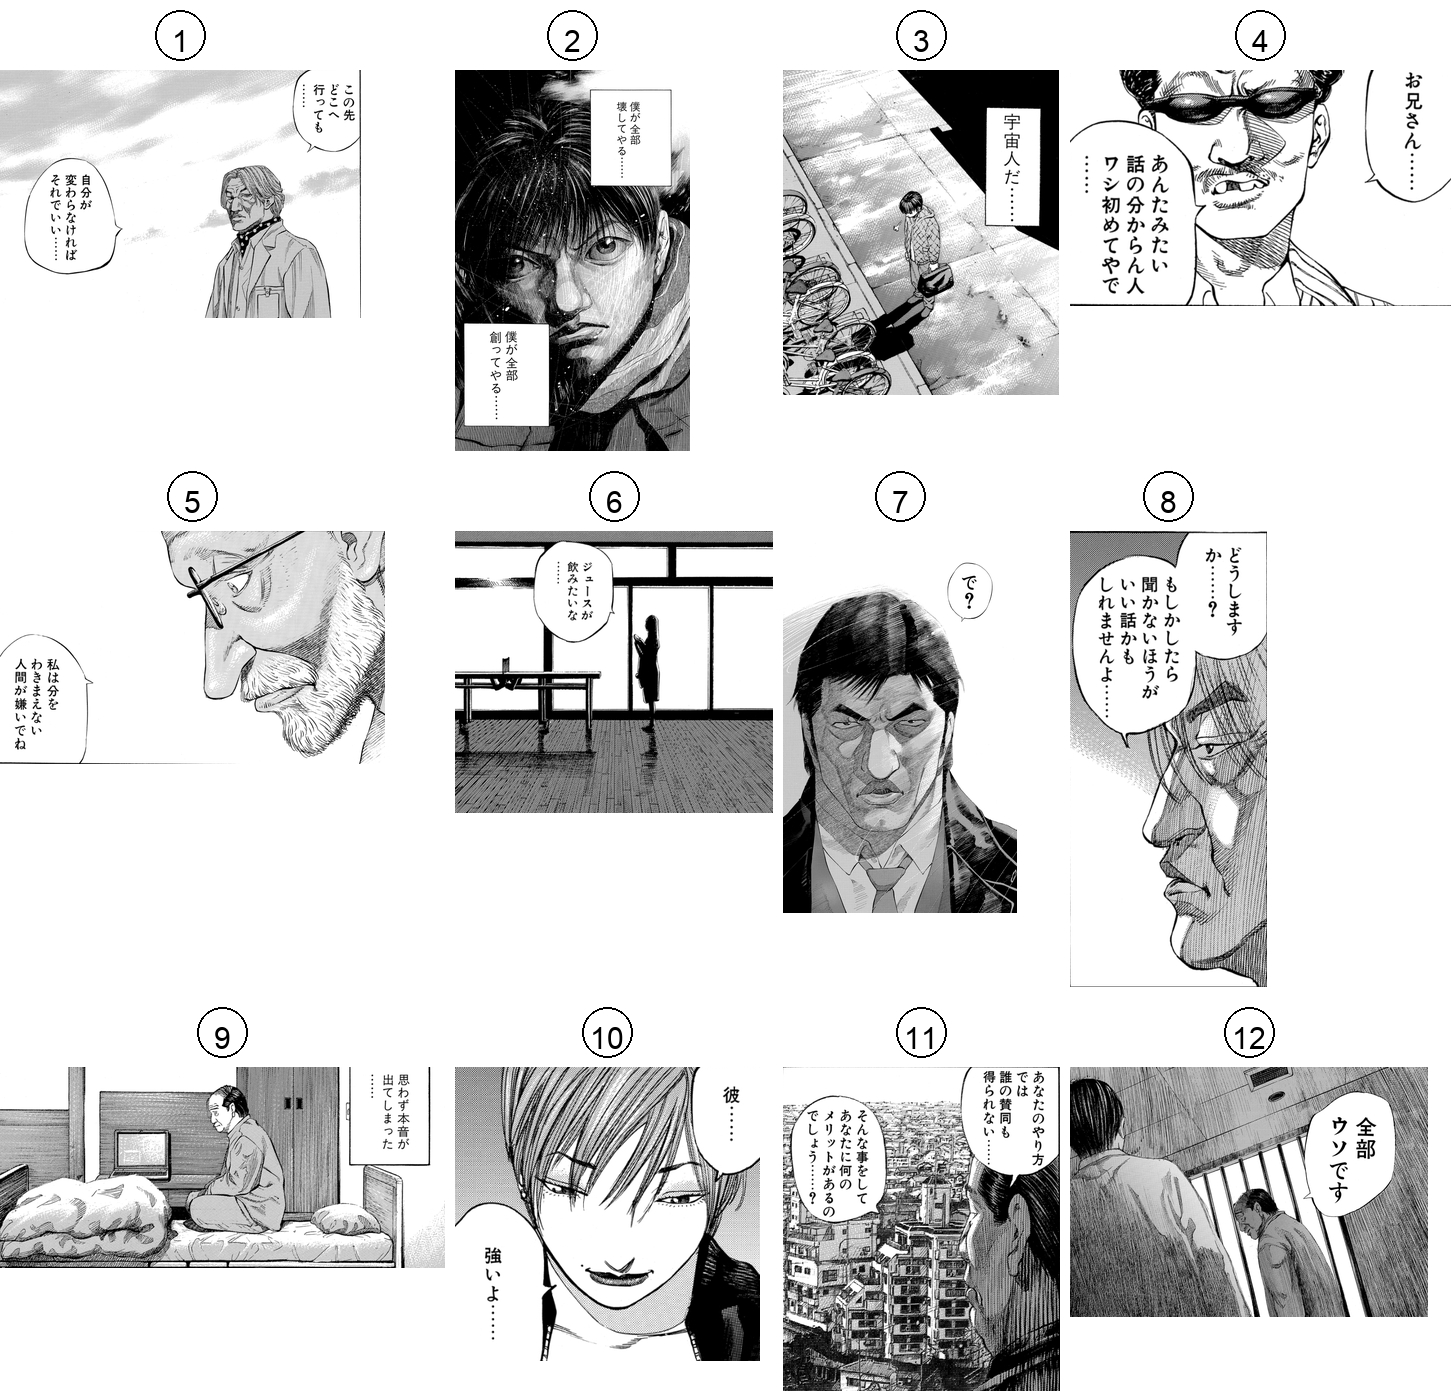 1
この先
どこへ
行っても
……
自分が
変わらなければ
それでいい……
2
僕が全部
壊してやる……
僕が全部
創ってやる……
3
宇宙人だ……
4
お兄さん……
あんたみたい
話の分からん人
ワシ初めてやで
……
5
私は分を
わきまえない
人間が嫌いでね
6
ジュースが
飲みたいな
……
7
で?
8
どうします
か……?
もしかしたら
聞かないほうが
いい話かも
しれませんよ……
9
思わず本音が
出てしまった
……
10
彼……
強いよ……
11
あなたのやり方
では
誰の賛同も
得られない……
そんな事をして
あなたに何の
メリットがあるの
でしょう……?
12
全部
ウソです